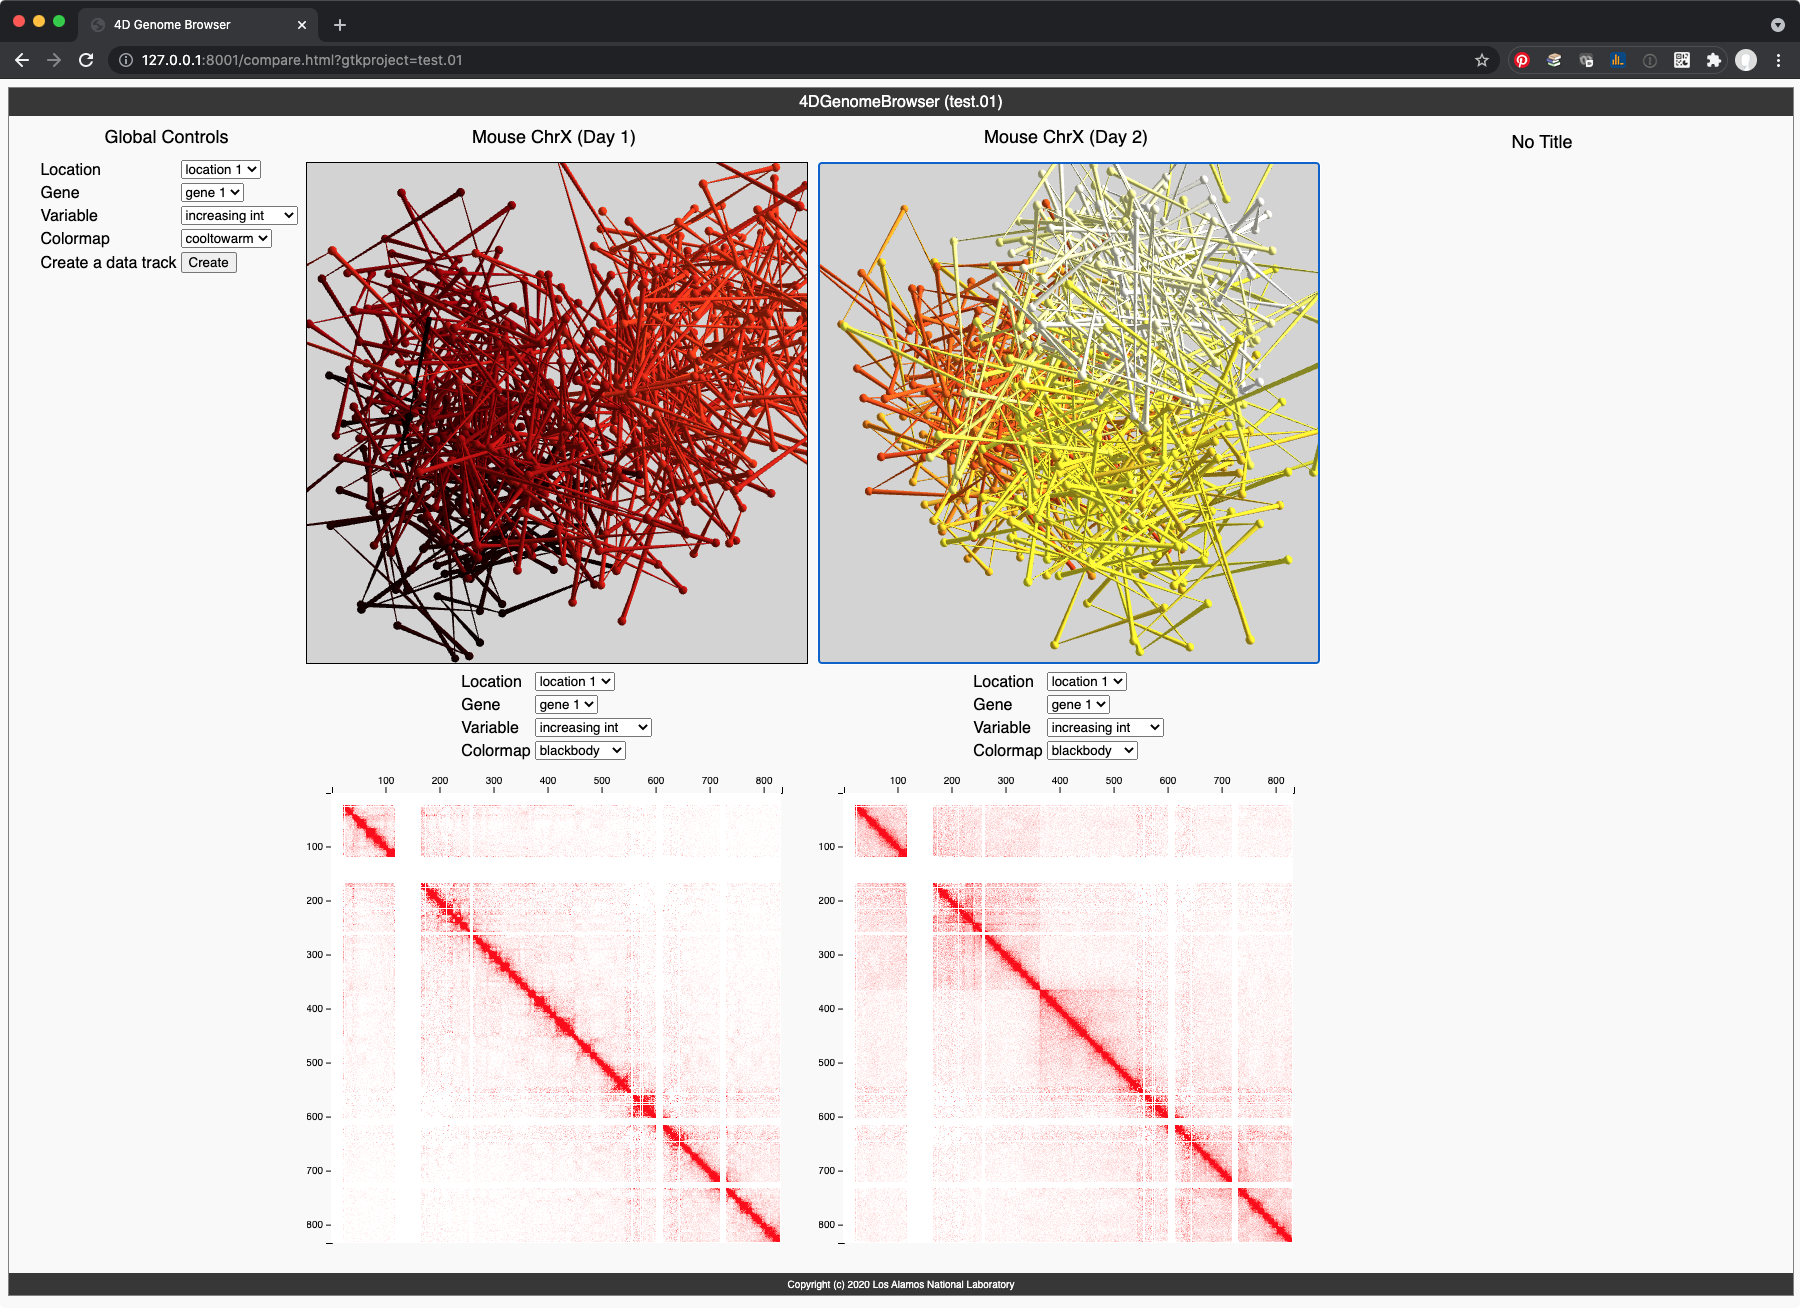 4D Genome Browser
127.0.0.1:8001/compare.html?gtkproject=test.01
4DGenomeBrowser (test.01)
Global Controls
Location location 1
Gene gene 1
Variable increasing int
Colormap cooltowarm
Create a data track Create
Mouse ChrX (Day 1)
Location location 1
Gene gene 1
Variable increasing int
Colormap blackbody
100 200 300 400 500 600 700 800
100
200
300
400
500
600
700
800
Mouse ChrX (Day 2)
Location location 1
Gene gene 1
Variable increasing int
Colormap blackbody
100 200 300 400 500 600 700 800
100
200
300
400
500
600
700
800
No Title
Copyright (c) 2020 Los Alamos National Laboratory